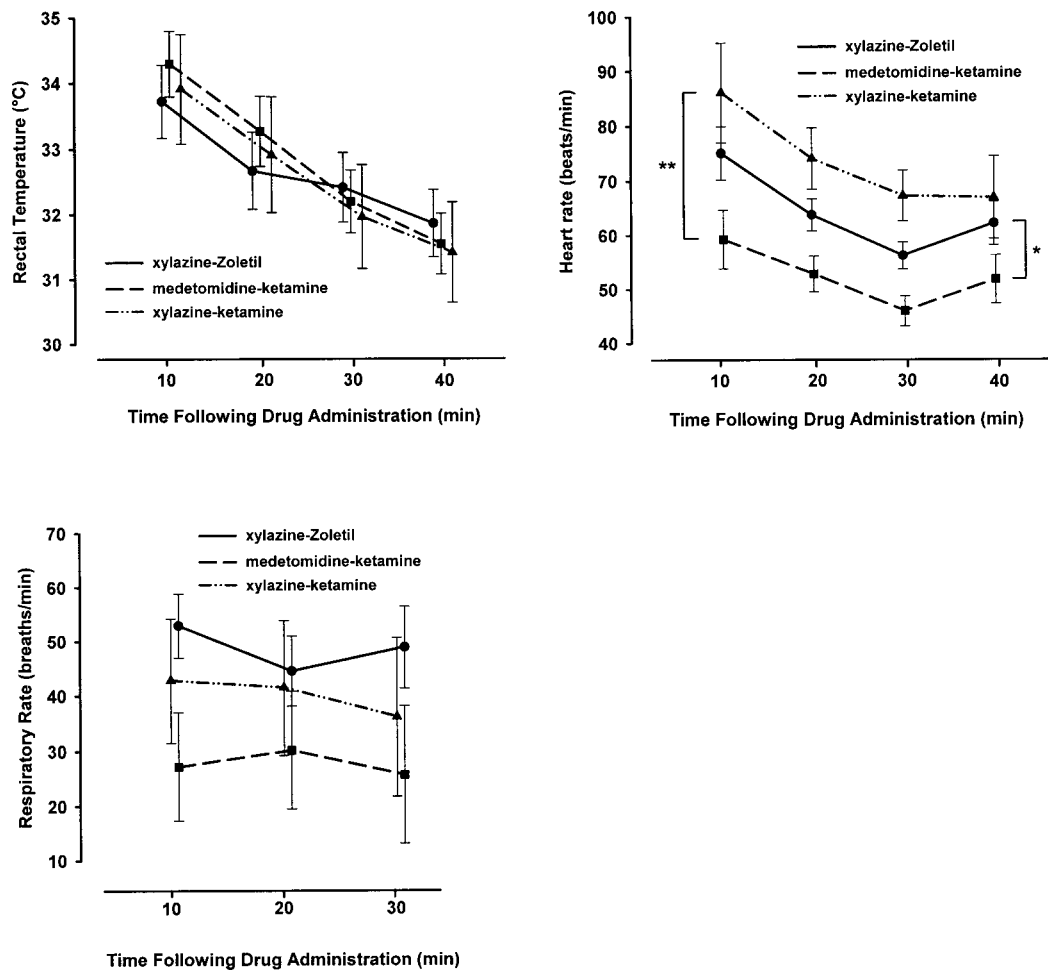 35
34
33
32
31
30
Rectal Temperature (°C)
xylazine-Zoletil
medetomidine-ketamine
xylazine-ketamine
10 20 30 40
Time Following Drug Administration (min)
100
90
80
70
60
50
40
Heart rate (beats/min)
xylazine-Zoletil
medetomidine-ketamine
xylazine-ketamine
**
*
10 20 30 40
Time Following Drug Administration (min)
70
60
50
40
30
20
10
Respiratory Rate (breaths/min)
xylazine-Zoletil
medetomidine-ketamine
xylazine-ketamine
10 20 30
Time Following Drug Administration (min)